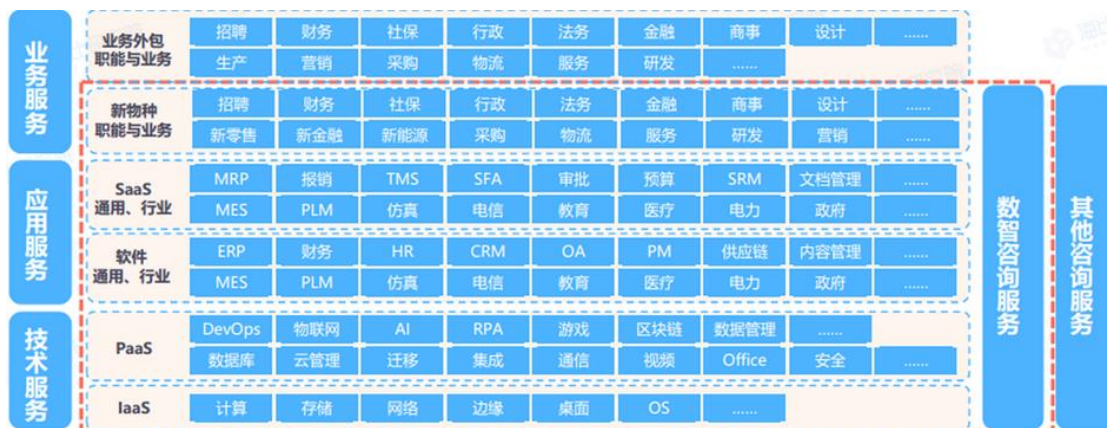 业务服务
业务外包
职能与业务
招聘 财务 社保 行政 法务 金融 商事 设计 ......
生产 营销 采购 物流 服务 研发 ......
新物种
职能与业务
招聘 财务 社保 行政 法务 金融 商事 设计 ......
新零售 新金融 新能源 采购 物流 服务 研发 营销 ......
应用服务
SaaS
通用、行业
MRP 报销 TMS SFA 审批 预算 SRM 文档管理 ......
MES PLM 仿真 电信 教育 医疗 电力 政府 ......
软件
通用、行业
ERP 财务 HR CRM OA PM 供应链 内容管理 ......
MES PLM 仿真 电信 教育 医疗 电力 政府 ......
技术服务
PaaS
DevOps 物联网 AI RPA 游戏 区块链 数据管理 ......
数据库 云管理 迁移 集成 通信 视频 Office 安全 ......
IaaS
计算 存储 网络 边缘 桌面 OS ......
数智咨询服务
其他咨询服务